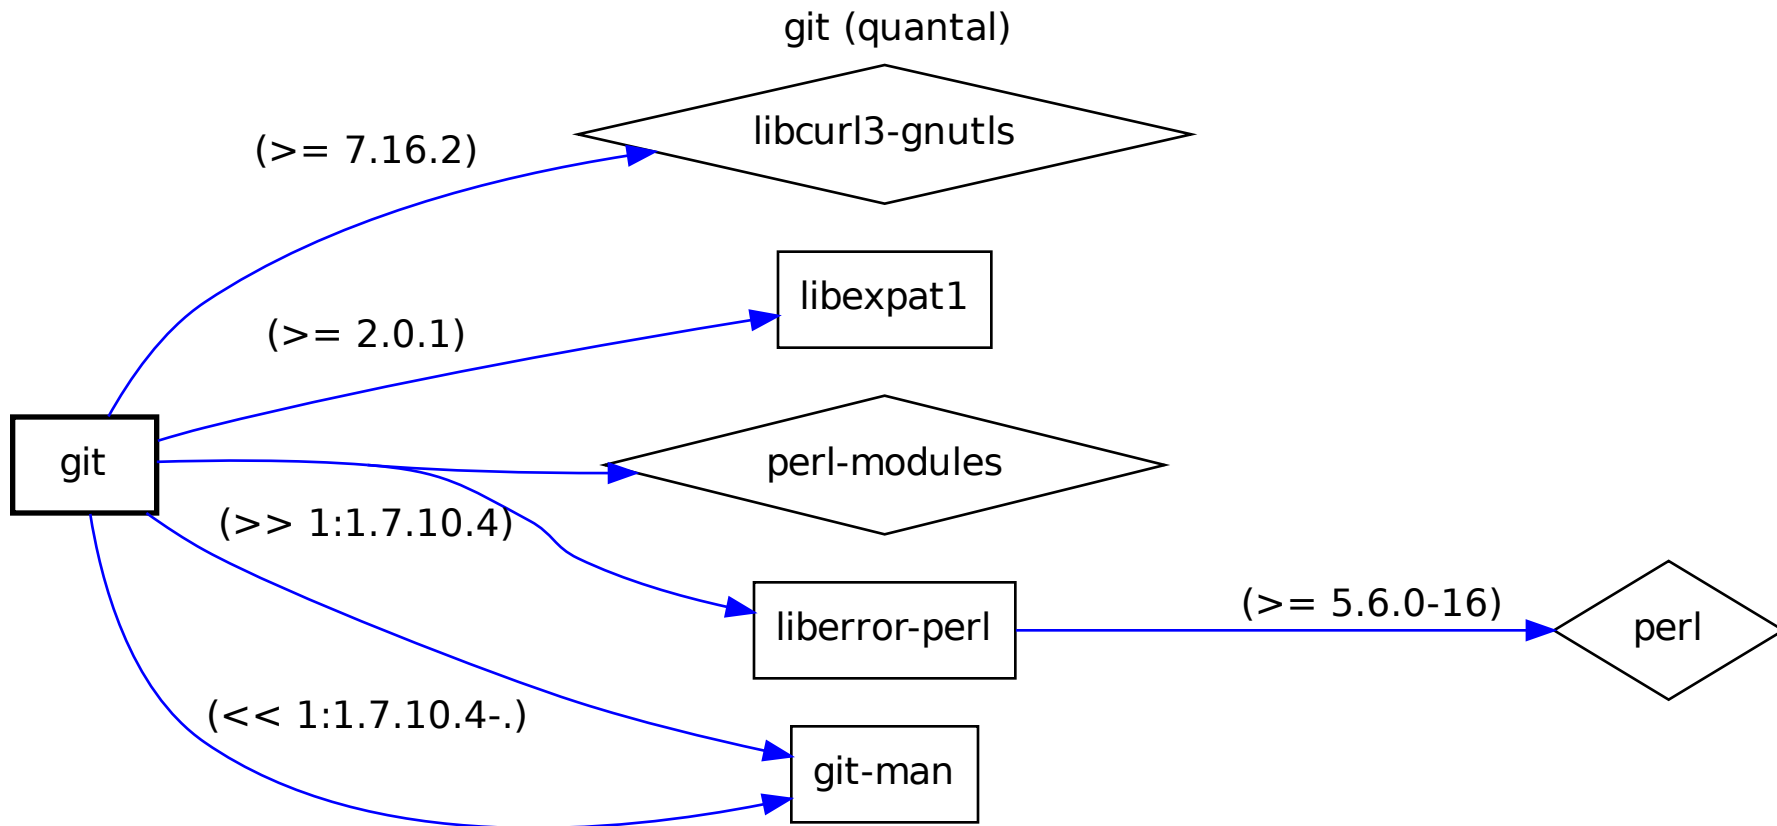 git (quantal)
libcurl3-gnutls
(>= 7.16.2)
libexpat1
(>= 2.0.1)
git
perl-modules
(>> 1:1.7.10.4)
liberror-perl
(>= 5.6.0-16)
perl
(<< 1:1.7.10.4-.)
git-man